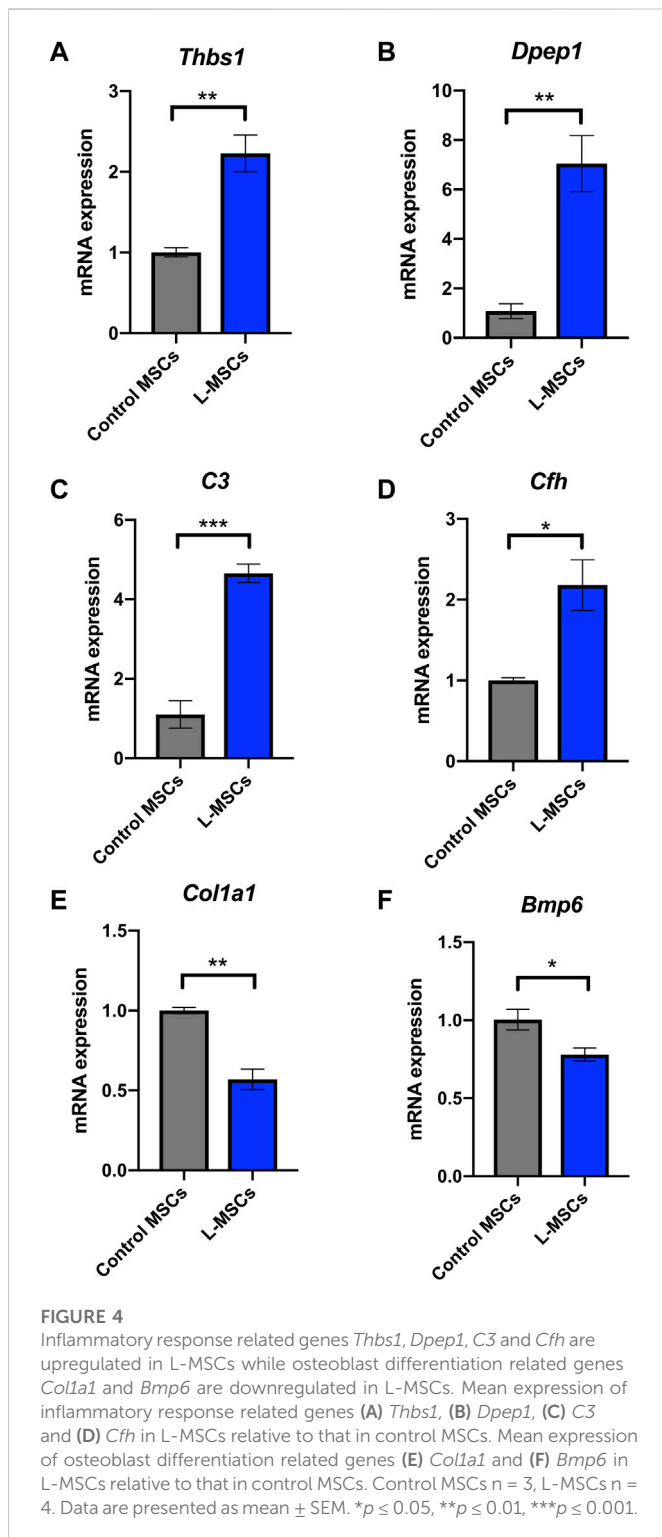 A
Thbs1
**
mRNA expression
3
2
1
0
Control MSCs
L-MSCs
B
Dpep1
**
mRNA expression
10
8
6
4
2
0
Control MSCs
L-MSCs
C
C3
***
mRNA expression
6
4
2
0
Control MSCs
L-MSCs
D
Cfh
*
mRNA expression
3
2
1
0
Control MSCs
L-MSCs
E
Col1a1
**
mRNA expression
1.5
1.0
0.5
0.0
Control MSCs
L-MSCs
F
Bmp6
*
mRNA expression
1.5
1.0
0.5
0.0
Control MSCs
L-MSCs
FIGURE 4
Inflammatory response related genes Thbs1, Dpep1, C3 and Cfh are
upregulated in L-MSCs while osteoblast differentiation related genes
Col1a1 and Bmp6 are downregulated in L-MSCs. Mean expression of
inflammatory response related genes (A) Thbs1, (B) Dpep1, (C) C3
and (D) Cfh in L-MSCs relative to that in control MSCs. Mean expression
of osteoblast differentiation related genes (E) Col1a1 and (F) Bmp6 in
L-MSCs relative to that in control MSCs. Control MSCs n = 3, L-MSCs n =
4. Data are presented as mean ± SEM. *p ≤ 0.05, **p ≤ 0.01, ***p ≤ 0.001.